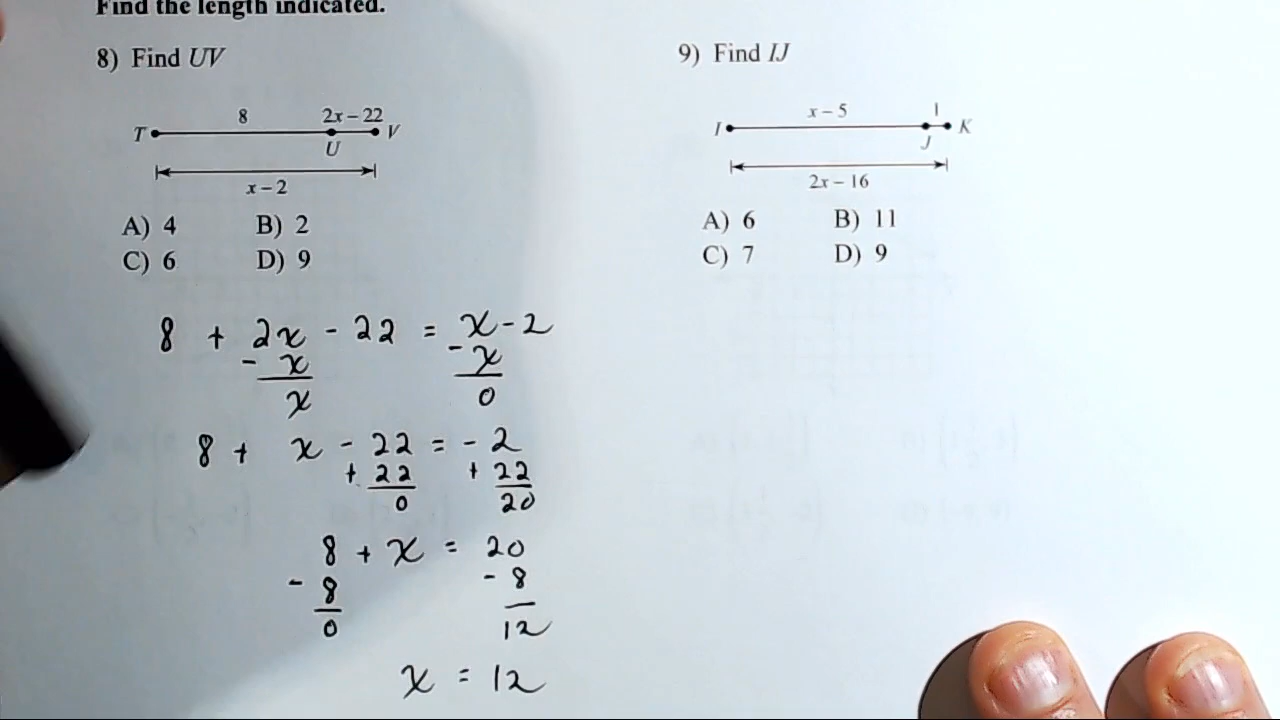 Find the length indicated.
8) Find UV
8 2x – 22
T U V
x – 2
A) 4 B) 2
C) 6 D) 9
8 + 2x - 22 = x - 2
- x - x
x 0
8 + x - 22 = - 2
+ 22 + 22
0 20
8 + x = 20
- 8 - 8
0 12
x = 12
9) Find IJ
x – 5 1
I J K
2x – 16
A) 6 B) 11
C) 7 D) 9